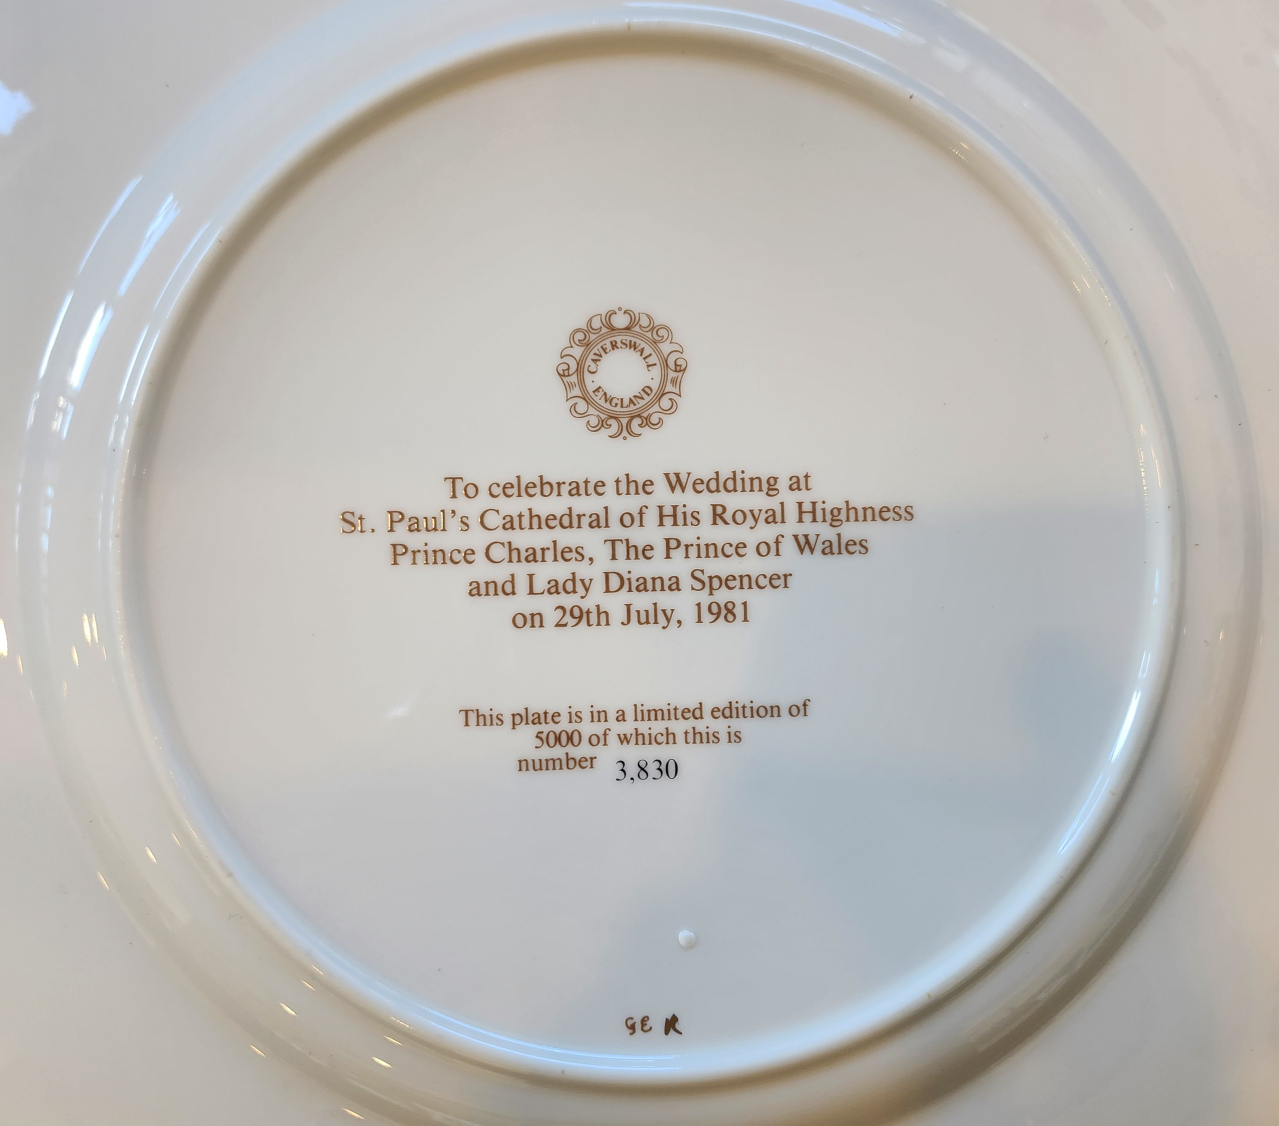 CAVERSWALL
· ENGLAND ·
To celebrate the Wedding at
St. Paul's Cathedral of His Royal Highness
Prince Charles, The Prince of Wales
and Lady Diana Spencer
on 29th July, 1981
This plate is in a limited edition of
5000 of which this is
number 3,830
GE R